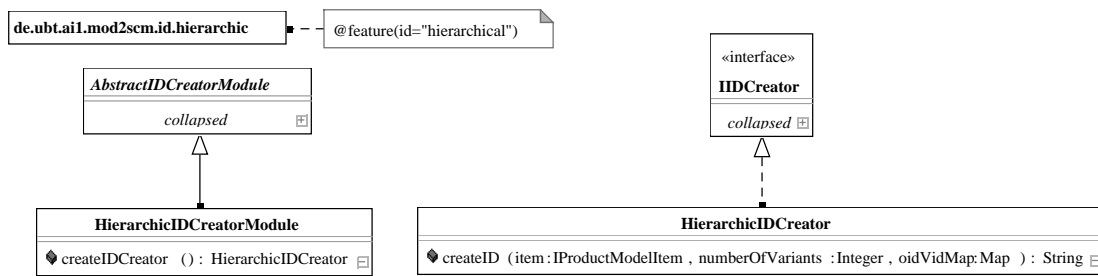 de.ubt.ai1.mod2scm.id.hierarchic
@feature(id="hierarchical")
AbstractIDCreatorModule
collapsed
«interface»
IIDCreator
collapsed
HierarchicIDCreatorModule
createIDCreator () : HierarchicIDCreator
HierarchicIDCreator
createID (item:IProductModelItem , numberOfVariants :Integer , oidVidMap:Map ) : String